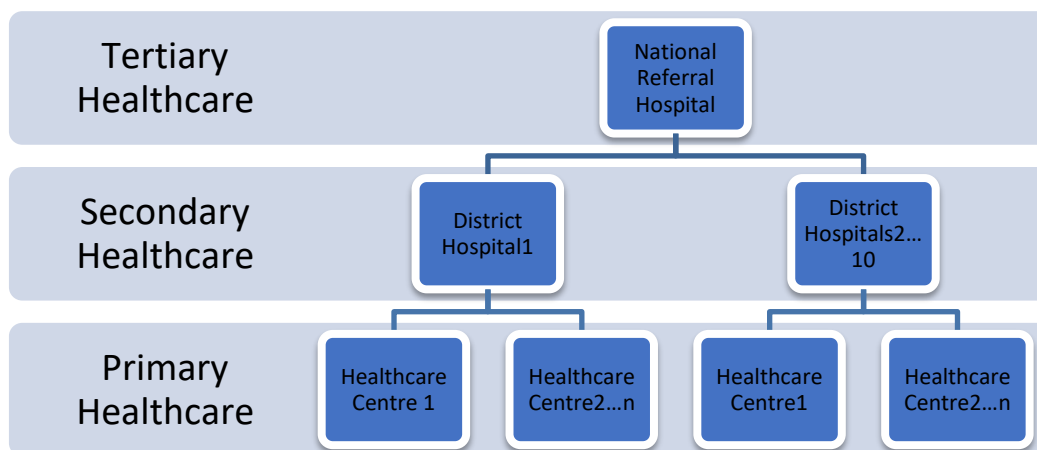 Tertiary
Healthcare
National
Referral
Hospital
Secondary
Healthcare
District
Hospital1
District
Hospitals2...
10
Primary
Healthcare
Healthcare
Centre 1
Healthcare
Centre2...n
Healthcare
Centre1
Healthcare
Centre2...n